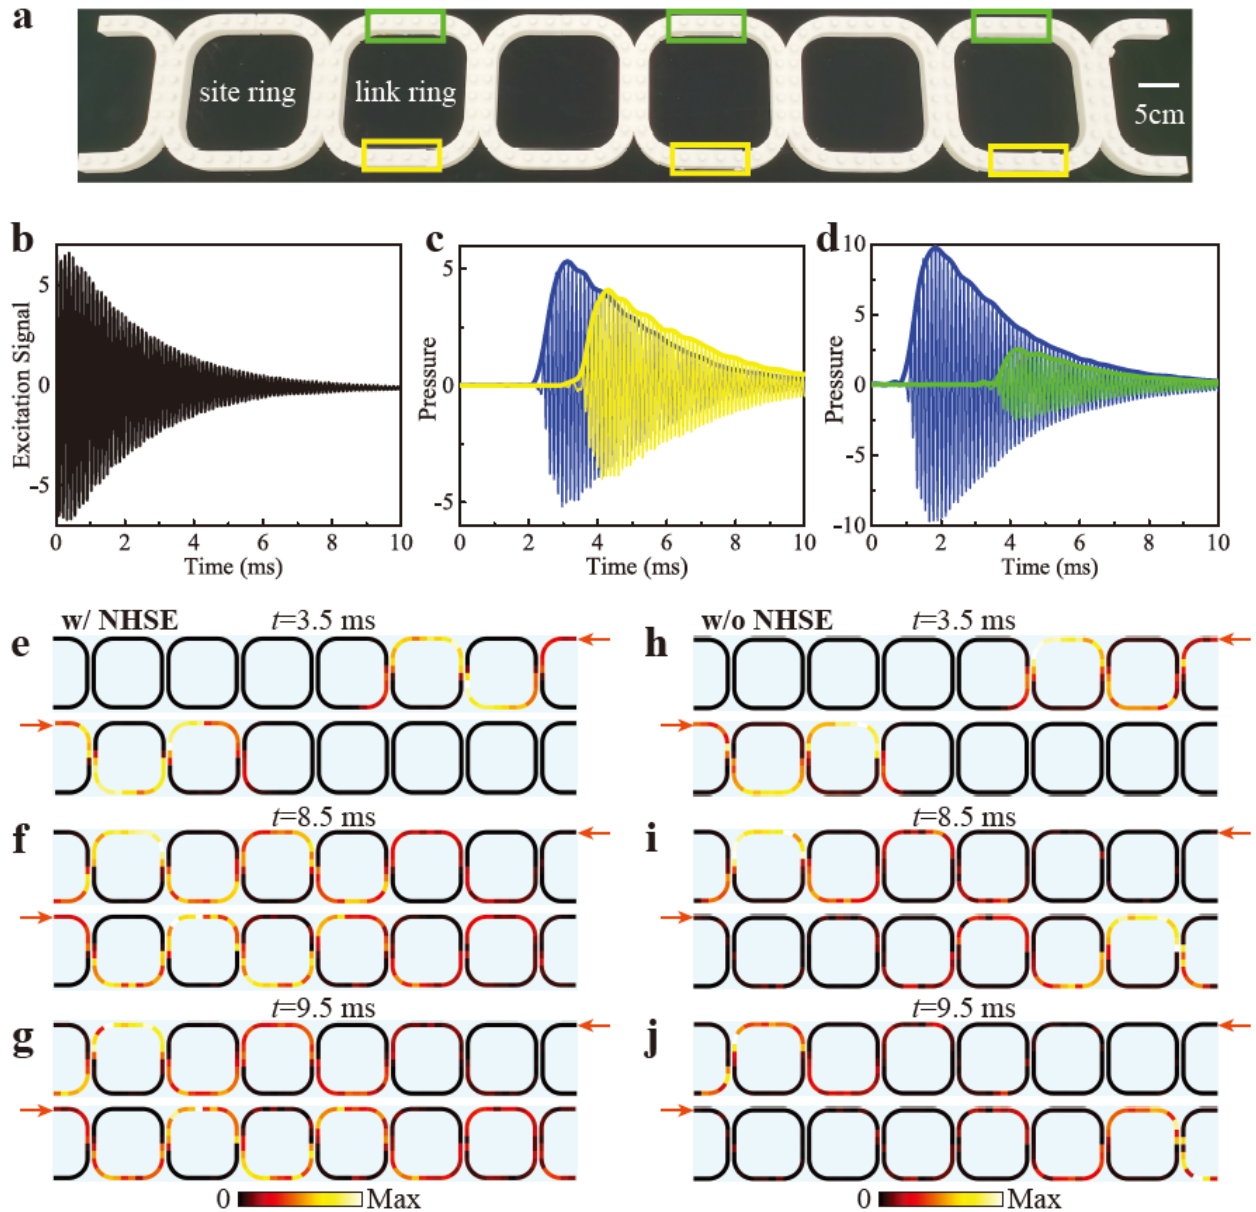 a
site ring
link ring
5cm
b
5
0
-5
Excitation Signal
0 2 4 6 8 10
Time (ms)
c
5
0
-5
Pressure
0 2 4 6 8 10
Time (ms)
d
10
5
0
-5
-10
Pressure
0 2 4 6 8 10
Time (ms)
e
w/ NHSE
t=3.5 ms
h
w/o NHSE
t=3.5 ms
f
t=8.5 ms
i
t=8.5 ms
g
t=9.5 ms
j
t=9.5 ms
0 Max
0 Max